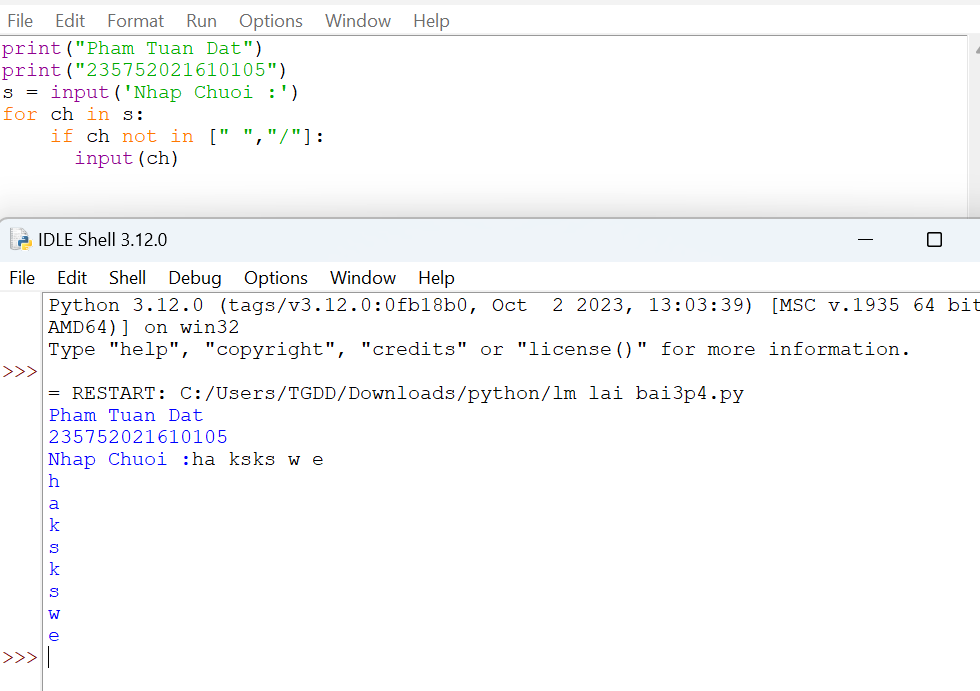 File Edit Format Run Options Window Help
print("Pham Tuan Dat")
print("235752021610105")
s = input('Nhap Chuoi :')
for ch in s:
    if ch not in [" ","/"]:
      input(ch)
IDLE Shell 3.12.0
File Edit Shell Debug Options Window Help
Python 3.12.0 (tags/v3.12.0:0fb18b0, Oct  2 2023, 13:03:39) [MSC v.1935 64 bit
AMD64)] on win32
Type "help", "copyright", "credits" or "license()" for more information.
>>>
= RESTART: C:/Users/TGDD/Downloads/python/lm lai bai3p4.py
Pham Tuan Dat
235752021610105
Nhap Chuoi :ha ksks w e
h
a
k
s
k
s
w
e
>>>